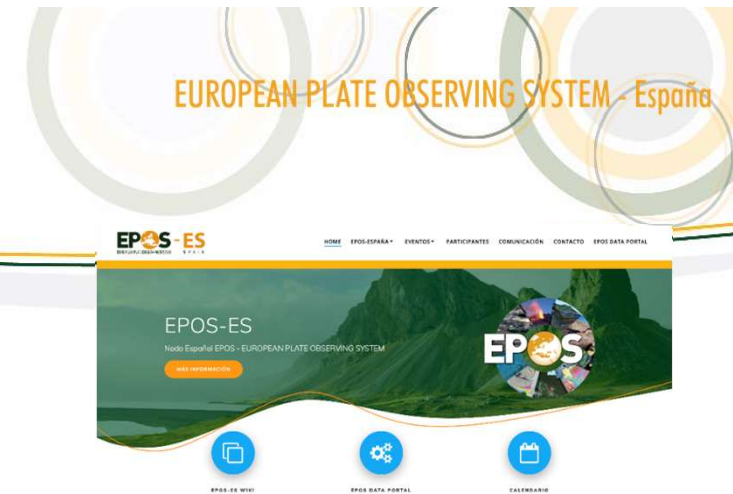 EUROPEAN PLATE OBSERVING SYSTEM - España
EPOS-ES
SPAIN
HOME EPOS-ESPAÑA EVENTOS PARTICIPANTES COMUNICACIÓN CONTACTO EPOS DATA PORTAL
EPOS-ES
Nodo Español EPOS - EUROPEAN PLATE OBSERVING SYSTEM
MÁS INFORMACIÓN
EPOS
EPOS-ES WIKI EPOS DATA PORTAL CALENDARIO